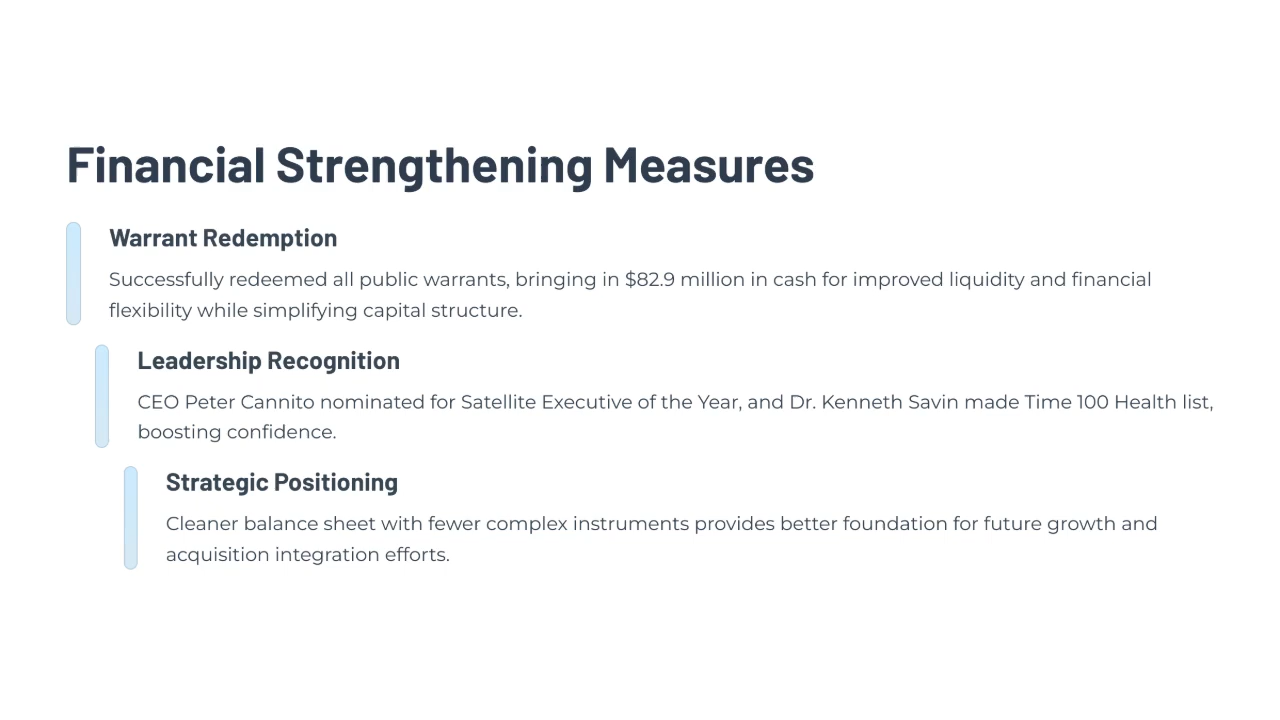 Financial Strengthening Measures
Warrant Redemption
Successfully redeemed all public warrants, bringing in $82.9 million in cash for improved liquidity and financial
flexibility while simplifying capital structure.
Leadership Recognition
CEO Peter Cannito nominated for Satellite Executive of the Year, and Dr. Kenneth Savin made Time 100 Health list,
boosting confidence.
Strategic Positioning
Cleaner balance sheet with fewer complex instruments provides better foundation for future growth and
acquisition integration efforts.